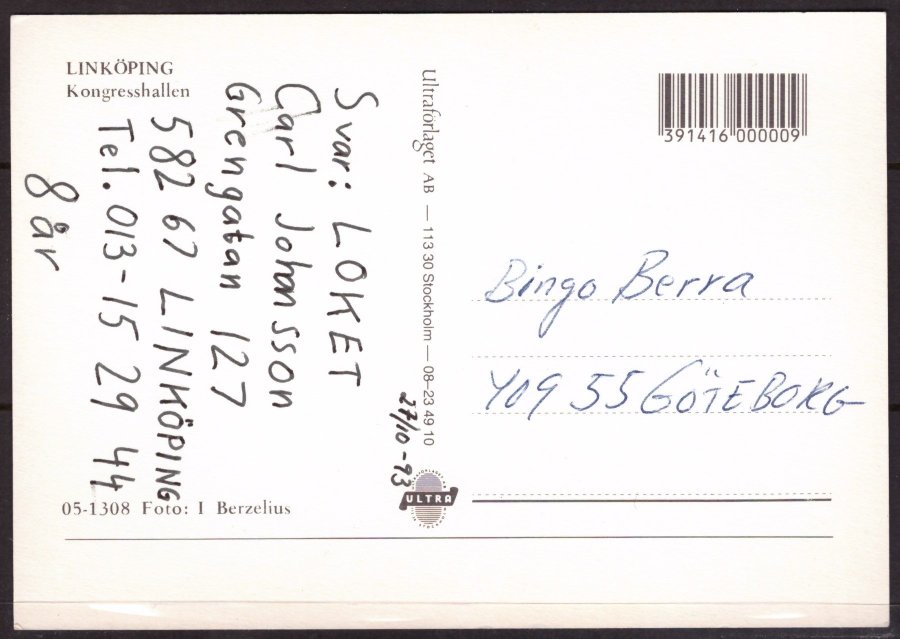 LINKÖPING
Kongresshallen
Svar: LOKET
Carl Johansson
Grengatan 127
582 67 LINKÖPING
Tel. 013-15 29 44
8 år
05-1308 Foto: I Berzelius
Ultraförlaget AB — 113 30 Stockholm — 08-23 49 10
27/10-93
ULTRA
391416 000009
Bingo Berra
409 55 GÖTEBORG